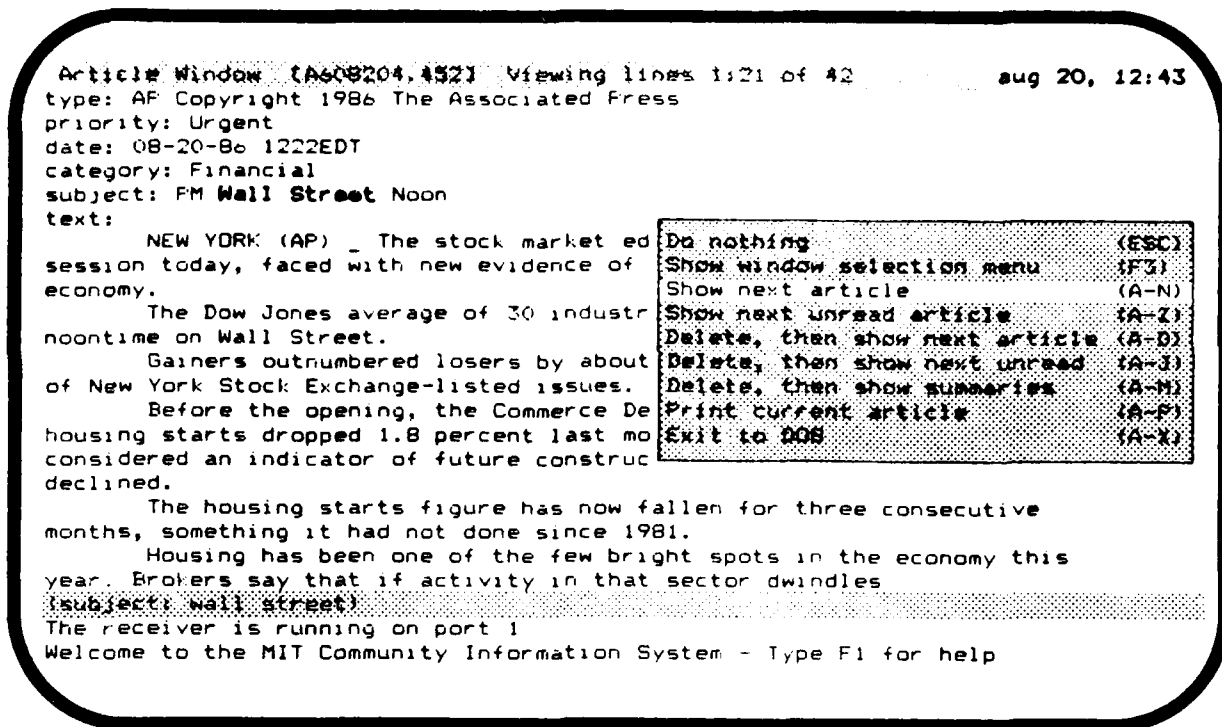 Article Window [A608204.452] Viewing lines 1:21 of 42 aug 20, 12:43
type: AP Copyright 1986 The Associated Press
priority: Urgent
date: 08-20-86 1222EDT
category: Financial
subject: PM Wall Street Noon
text:
NEW YORK (AP) _ The stock market ed Do nothing (ESC)
session today, faced with new evidence of Show window selection menu (F3)
economy. Show next article (A-N)
The Dow Jones average of 30 industr Show next unread article (A-Z)
noontime on Wall Street. Delete, then show next article (A-D)
Gainers outnumbered losers by about Delete, then show next unread (A-J)
of New York Stock Exchange-listed issues. Delete, then show summaries (A-M)
Before the opening, the Commerce De Print current article (A-P)
housing starts dropped 1.8 percent last mo Exit to DOS (A-X)
considered an indicator of future construc
declined.
The housing starts figure has now fallen for three consecutive
months, something it had not done since 1981.
Housing has been one of the few bright spots in the economy this
year. Brokers say that if activity in that sector dwindles
(subject: wall street)
The receiver is running on port 1
Welcome to the MIT Community Information System - Type F1 for help